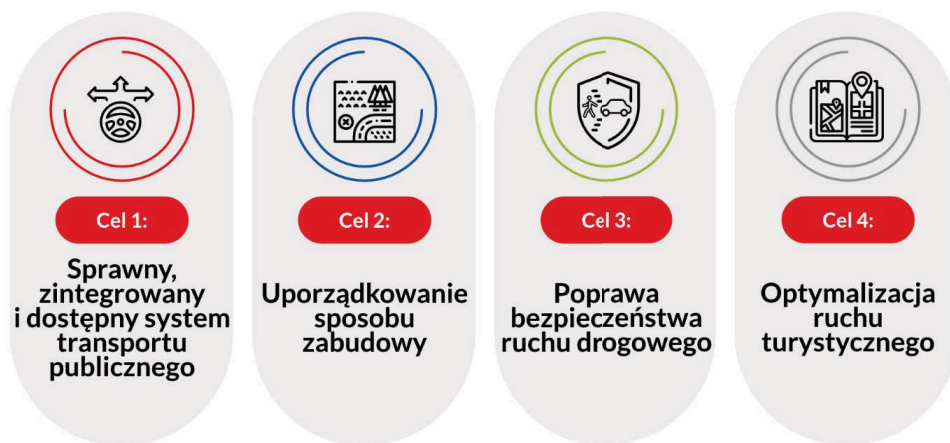 Cel 1:
Sprawny,
zintegrowany
i dostępny system
transportu
publicznego
Cel 2:
Uporządkowanie
sposobu
zabudowy
Cel 3:
Poprawa
bezpieczeństwa
ruchu drogowego
Cel 4:
Optymalizacja
ruchu
turystycznego